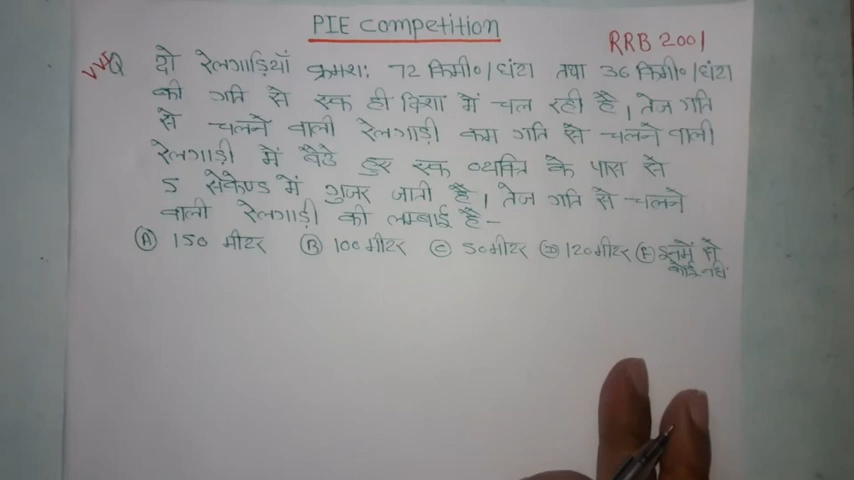 PIE competition
RRB 2001
VVI Q दो रेलगाड़ियाँ क्रमश: 72 किमी०/घंटा तथा 36 किमी०/घंटा
की गति से एक ही दिशा में चल रही है। तेज गति
से चलने वाली रेलगाड़ी कम गति से चलने वाली
रेलगाड़ी में बैठे हुए एक व्यक्ति के पास से
5 सेकेण्ड में गुजर जाती है। तेज गति से चलने
वाली रेलगाड़ी की लम्बाई है-
(A) 150 मीटर (B) 100 मीटर (C) 50 मीटर (D) 120 मीटर (E) इनमें से
कोई नहीं